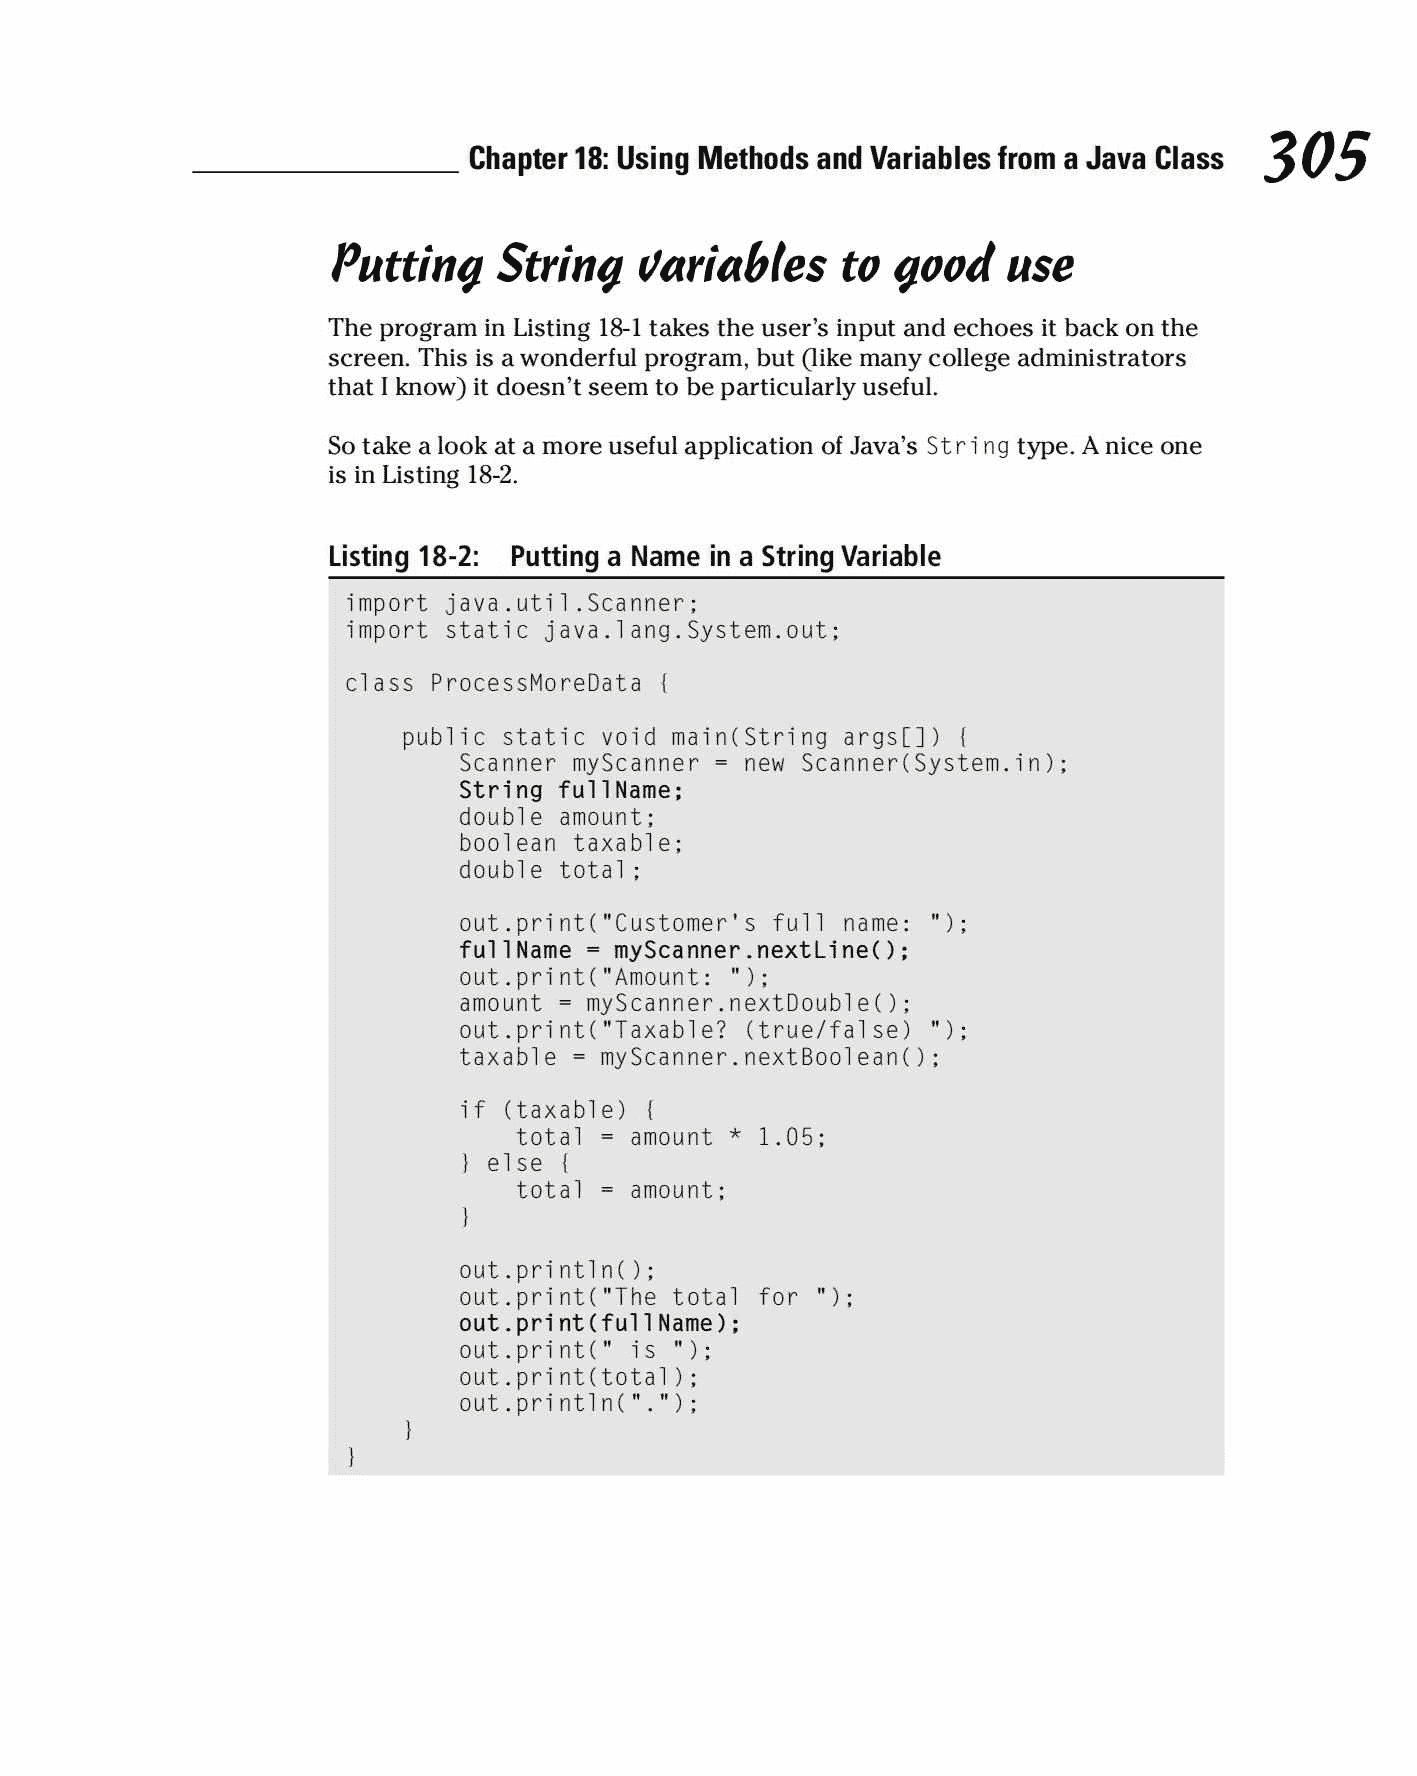 Chapter 18: Using Methods and Variables from a Java Class 305
Putting String variables to good use
The program in Listing 18-1 takes the user’s input and echoes it back on the
screen. This is a wonderful program, but (like many college administrators
that I know) it doesn’t seem to be particularly useful.
So take a look at a more useful application of Java’s String type. A nice one
is in Listing 18-2.
Listing 18-2: Putting a Name in a String Variable
import java.util.Scanner;
import static java.lang.System.out;
class ProcessMoreData {
public static void main(String args[]) {
Scanner myScanner = new Scanner(System.in);
String fullName;
double amount;
boolean taxable;
double total;
out.print("Customer's full name: ");
fullName = myScanner.nextLine();
out.print("Amount: ");
amount = myScanner.nextDouble();
out.print("Taxable? (true/false) ");
taxable = myScanner.nextBoolean();
if (taxable) {
total = amount * 1.05;
} else {
total = amount;
}
out.println();
out.print("The total for ");
out.print(fullName);
out.print(" is ");
out.print(total);
out.println(".");
}
}